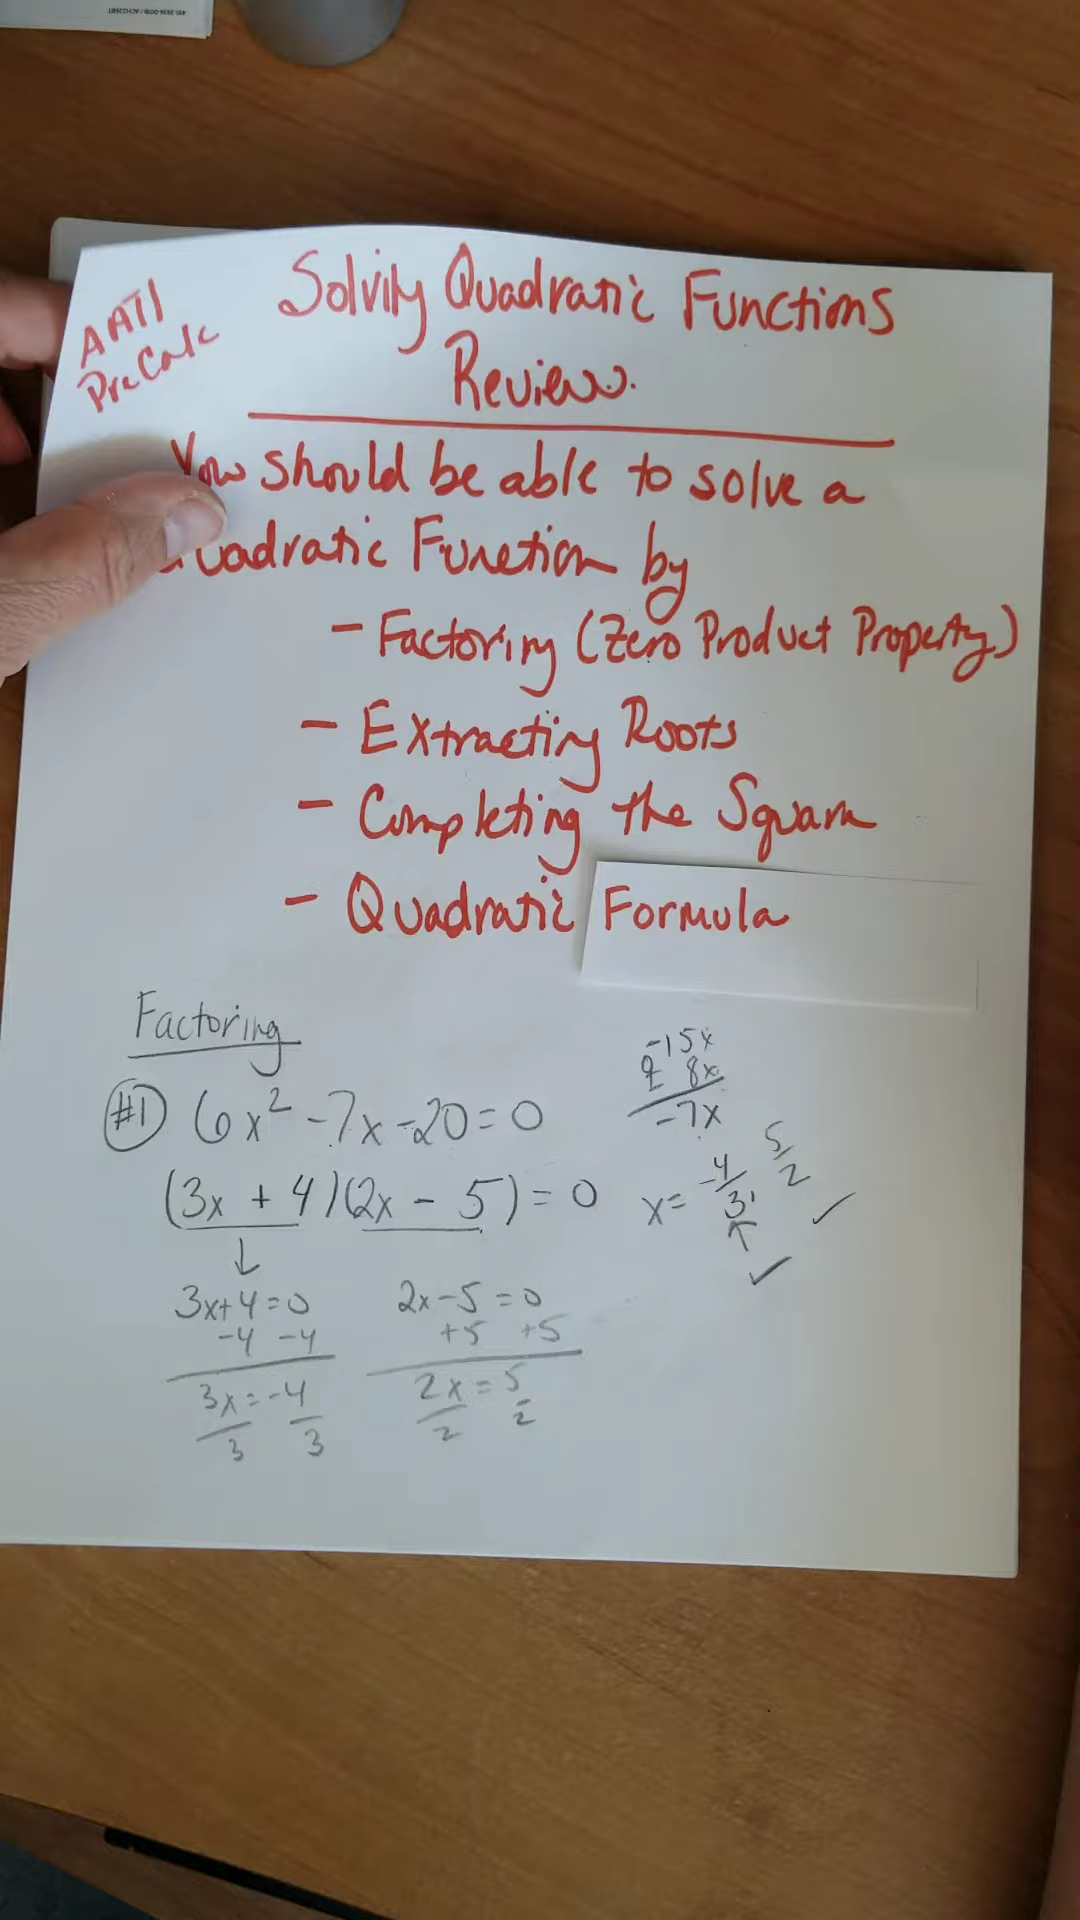 AATI
PreCalc
Solving Quadratic Functions
Review.
You should be able to solve a
Quadratic Function by
- Factoring (Zero Product Property)
- Extracting Roots
- Completing the Square
- Quadratic Formula
Factoring
#1 6x² - 7x - 20 = 0
(3x + 4)(2x - 5) = 0
3x+4=0
-4 -4
3x = -4
3 3
2x-5=0
+5 +5
2x = 5
2 2
-15x
8x
-7x
x = -4/3, 5/2